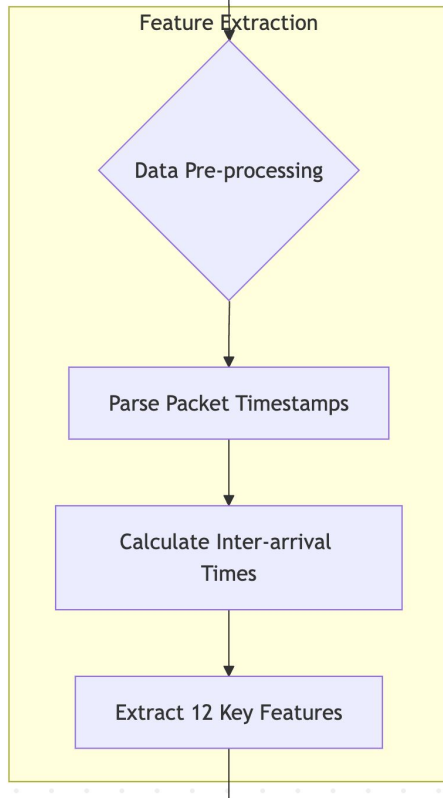 Feature Extraction
Data Pre-processing
Parse Packet Timestamps
Calculate Inter-arrival
Times
Extract 12 Key Features